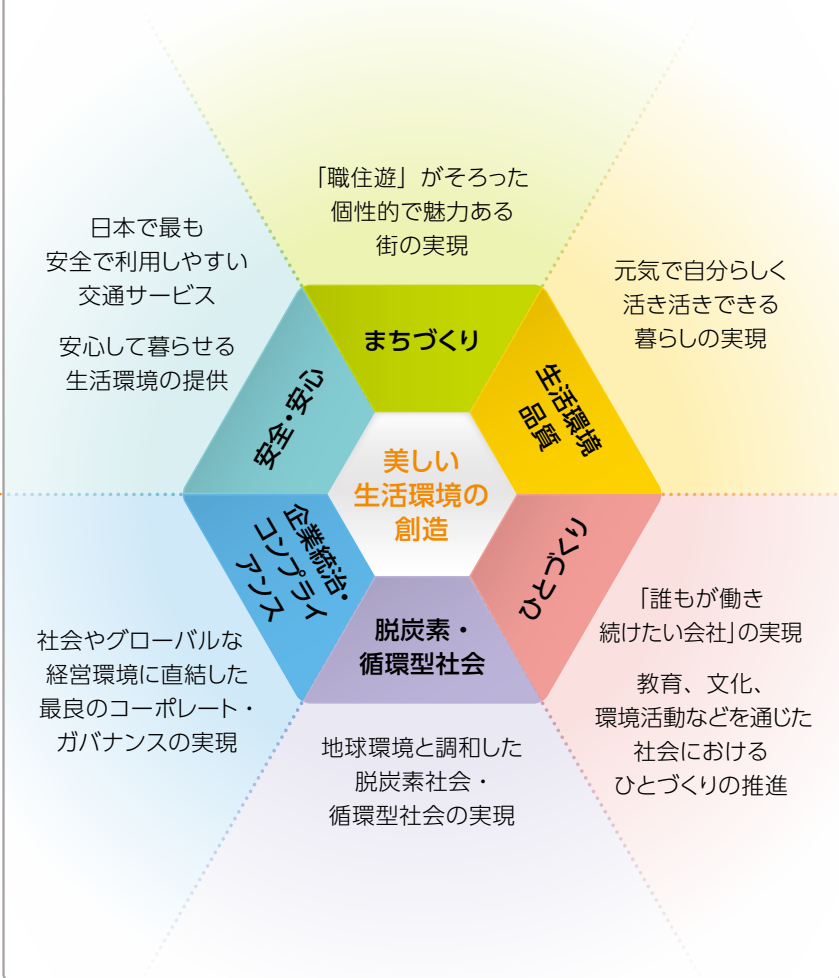 「職住遊」がそろった
個性的で魅力ある
街の実現
まちづくり
日本で最も
安全で利用しやすい
交通サービス
安心して暮らせる
生活環境の提供
安全・安心
元気で自分らしく
活き活きできる
暮らしの実現
生活環境
品質
美しい
生活環境の
創造
企業統治・
コンプライ
アンス
社会やグローバルな
経営環境に直結した
最良のコーポレート・
ガバナンスの実現
脱炭素・
循環型社会
地球環境と調和した
脱炭素社会・
循環型社会の実現
ひとづくり
「誰もが働き
続けたい会社」の実現
教育、文化、
環境活動などを通じた
社会における
ひとづくりの推進